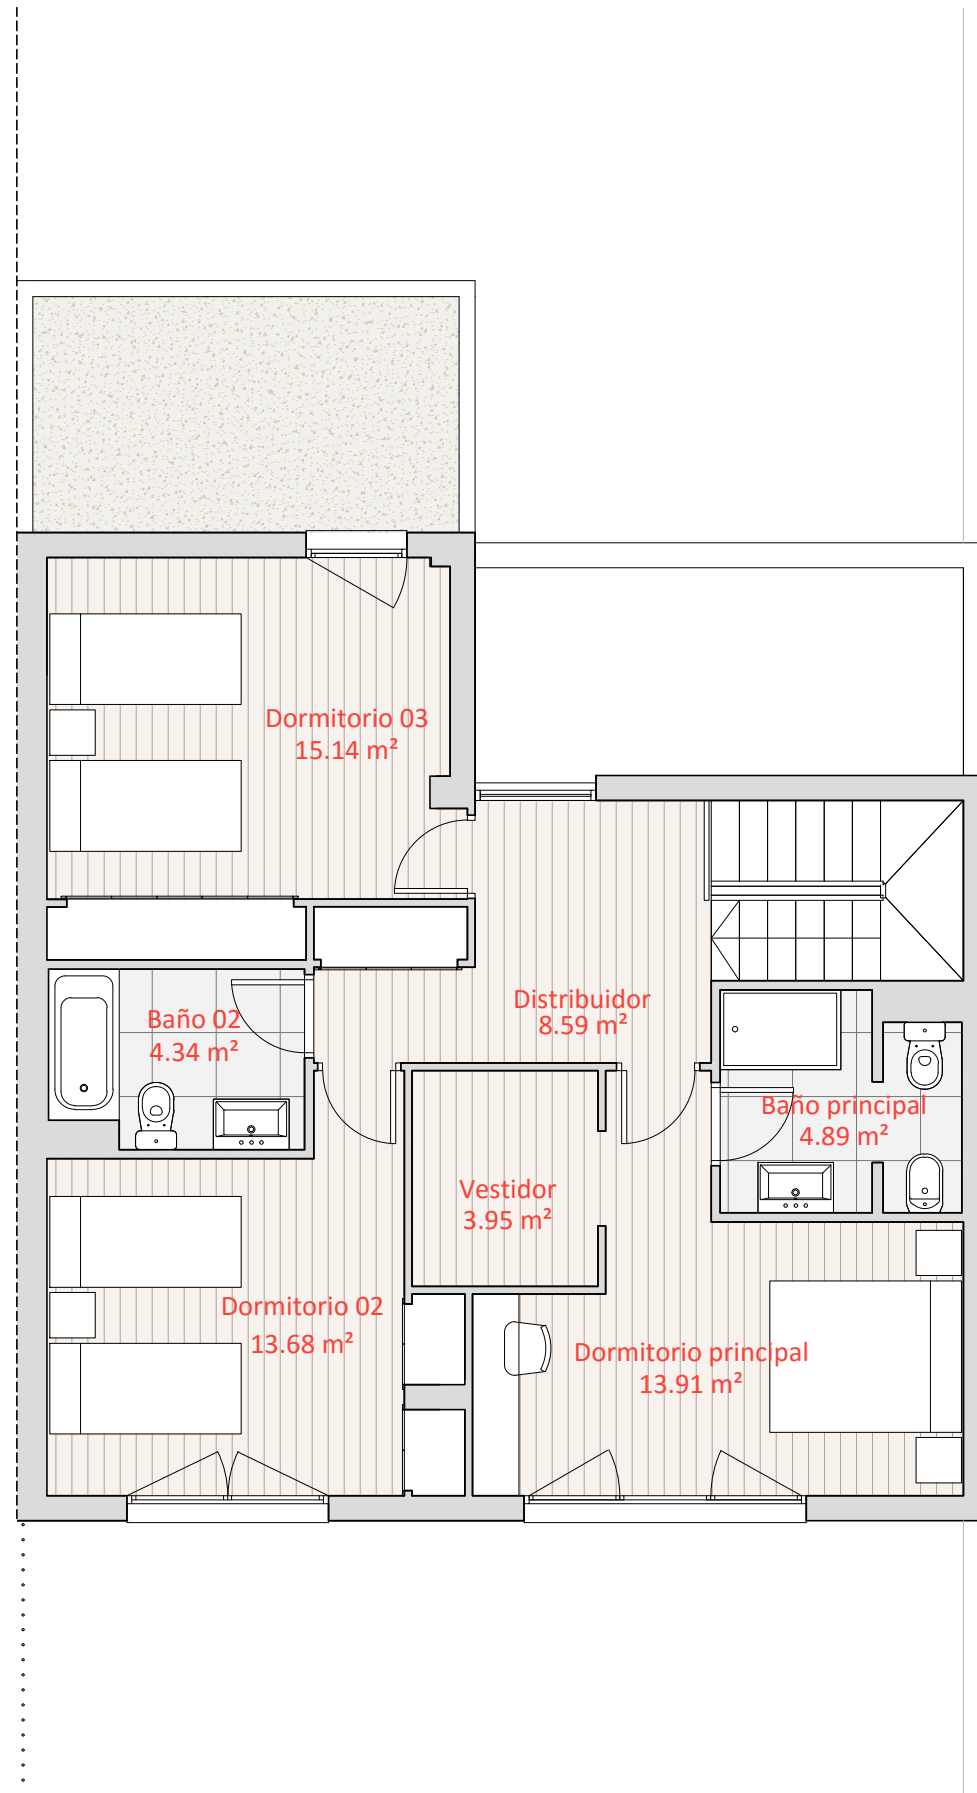 Dormitorio 03
15.14 m²
Distribuidor
8.59 m²
Baño 02
4.34 m²
Baño principal
4.89 m²
Vestidor
3.95 m²
Dormitorio 02
13.68 m²
Dormitorio principal
13.91 m²